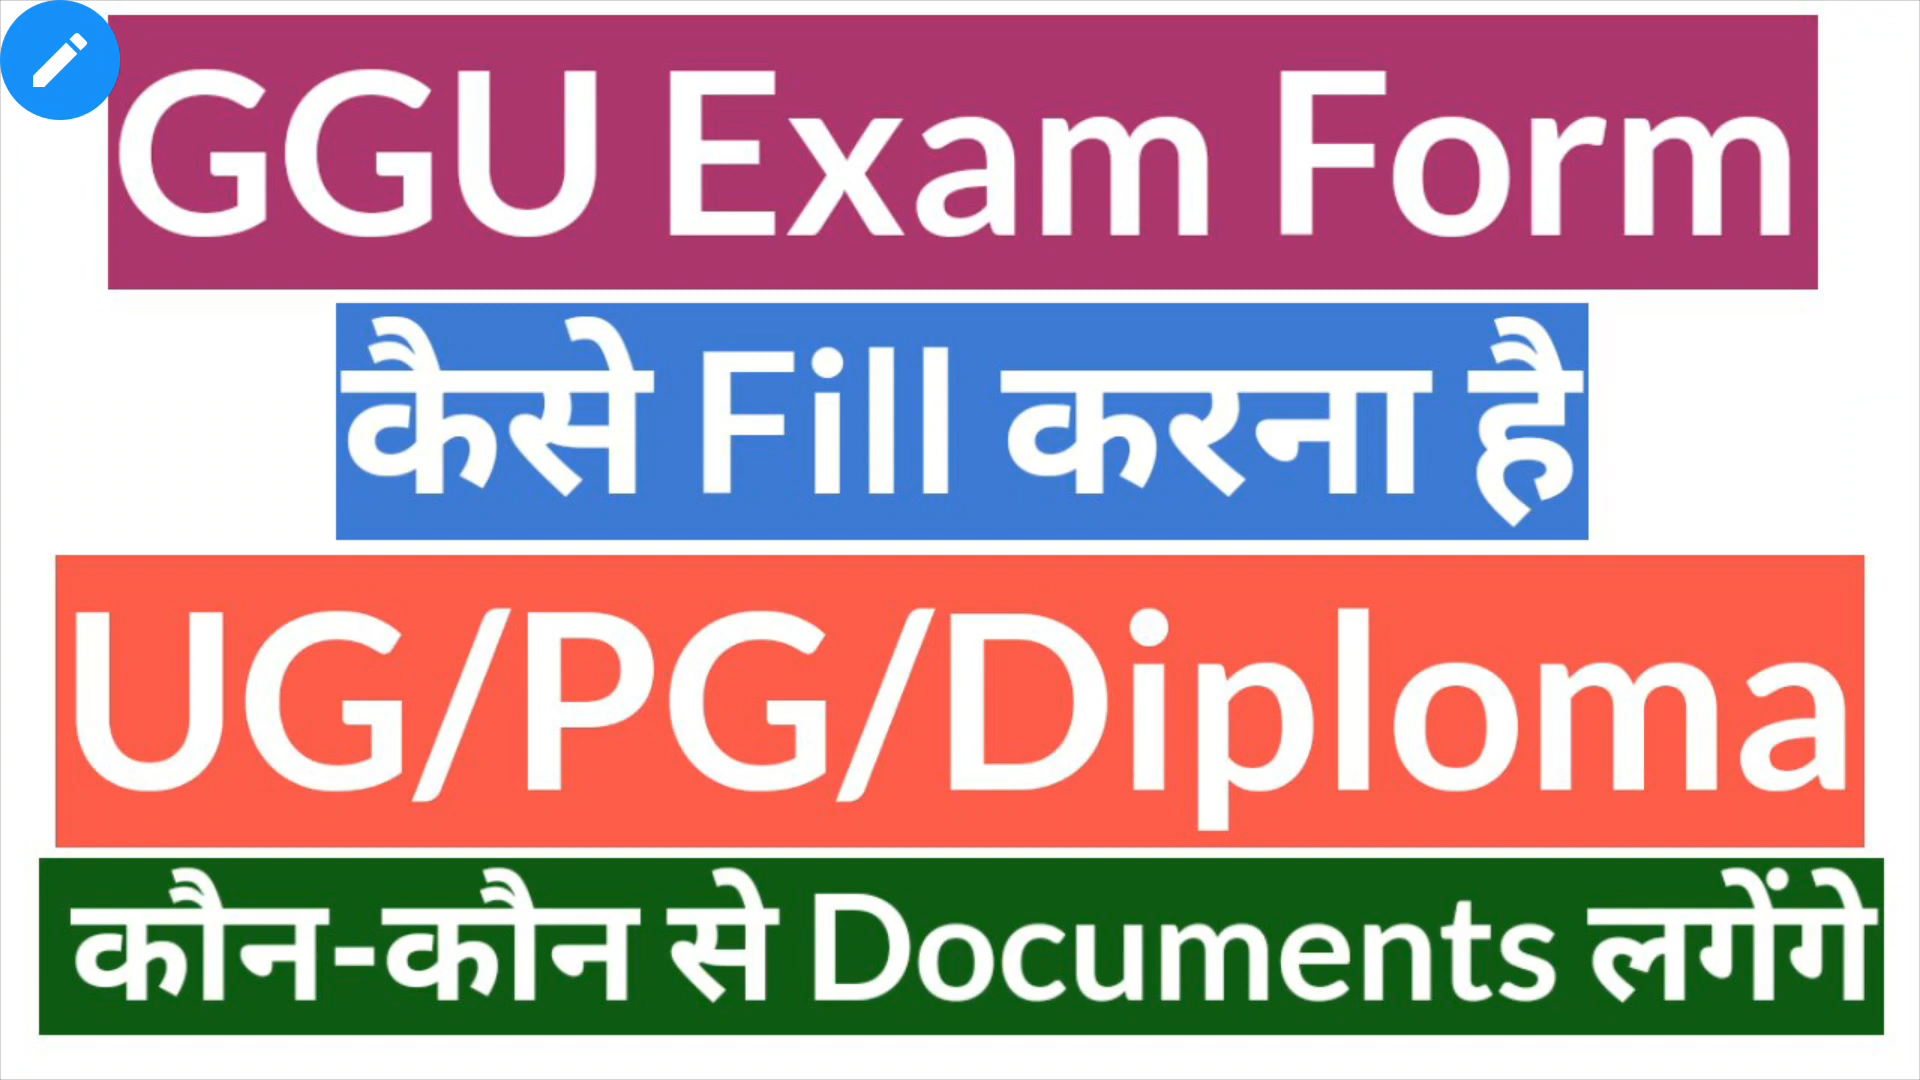 GGU Exam Form
कैसे Fill करना है
UG/PG/Diploma
कौन-कौन से Documents लगेंगे